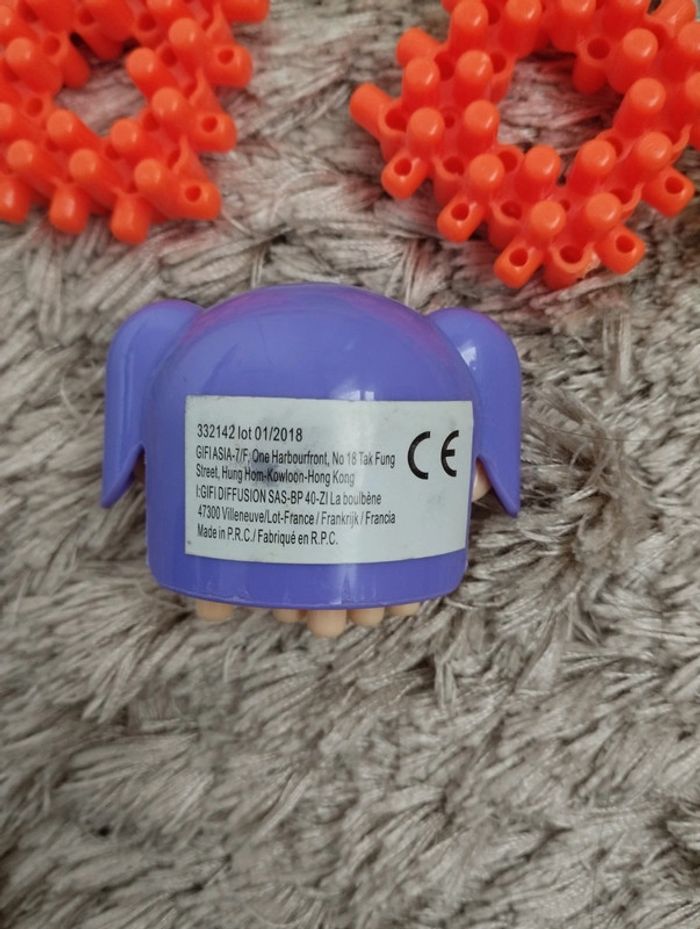 332142 lot 01/2018
GIFI ASIA-7/F, One Harbourfront, No 18 Tak Fung
Street, Hung Hom-Kowloon-Hong Kong
I:GIFI DIFFUSION SAS-BP 40-ZI La boulbène
47300 Villeneuve/Lot-France / Frankrijk / Francia
Made in P.R.C./ Fabriqué en R.P.C.
CE